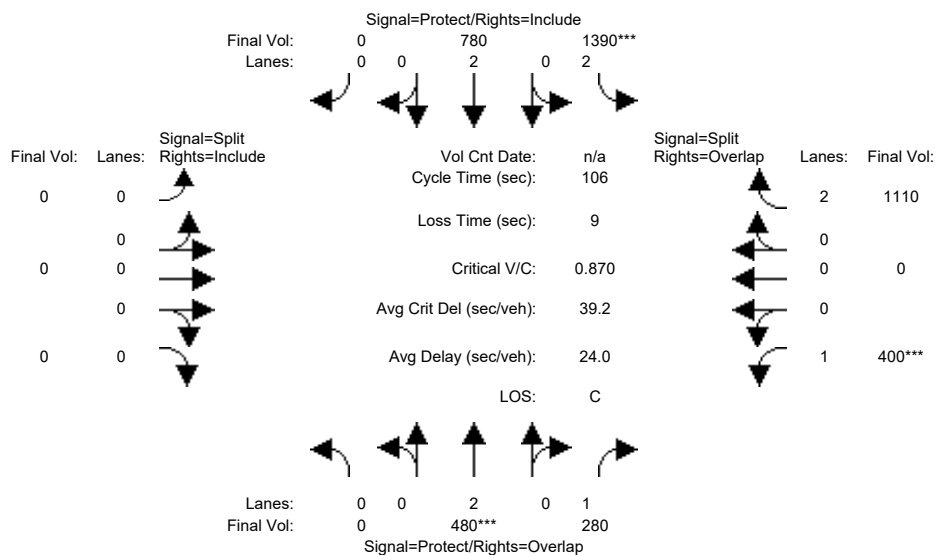 Signal=Protect/Rights=Include
Final Vol: 0 780 1390***
Lanes: 0 0 2 0 2
Signal=Split Signal=Split
Final Vol: Lanes: Rights=Include Vol Cnt Date: n/a Rights=Overlap Lanes: Final Vol:
Cycle Time (sec): 106
0 0 2 1110
Loss Time (sec): 9
0 0
0 0 Critical V/C: 0.870 0 0
0 Avg Crit Del (sec/veh): 39.2 0
0 0 Avg Delay (sec/veh): 24.0 1 400***
LOS: C
Lanes: 0 0 2 0 1
Final Vol: 0 480*** 280
Signal=Protect/Rights=Overlap